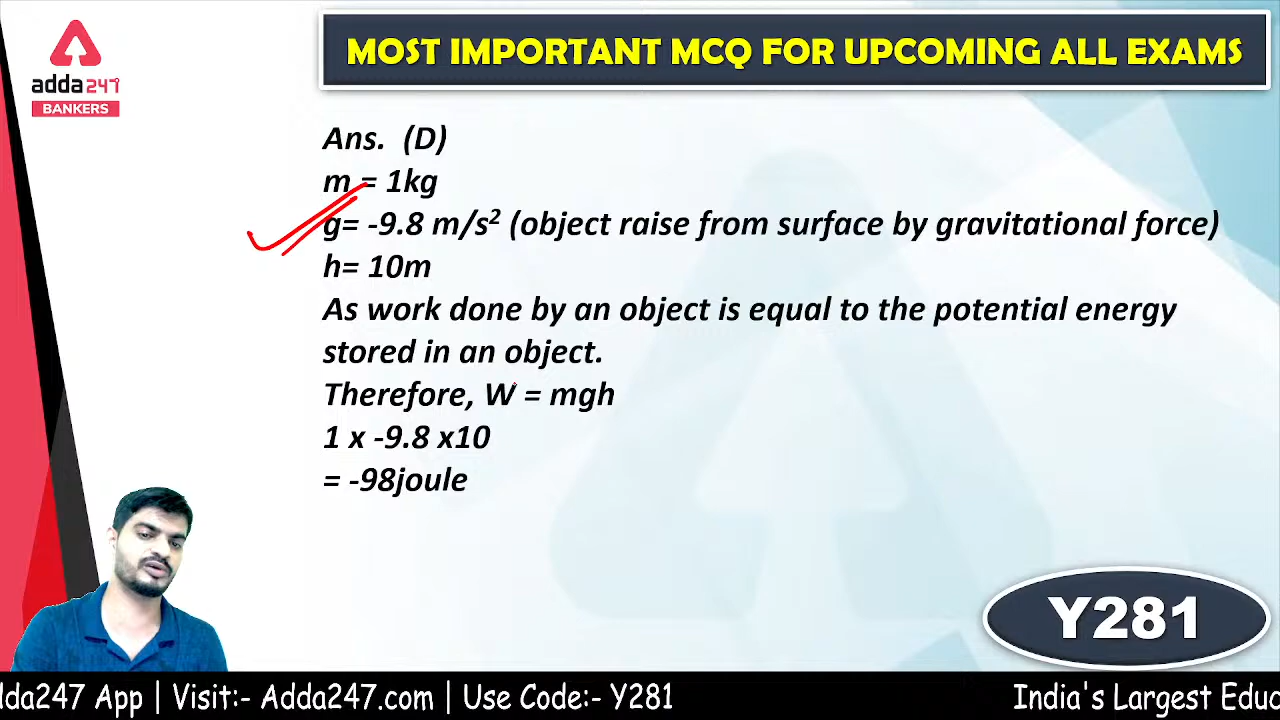 MOST IMPORTANT MCQ FOR UPCOMING ALL EXAMS
adda247
BANKERS
Ans. (D)
m = 1kg
g= -9.8 m/s² (object raise from surface by gravitational force)
h= 10m
As work done by an object is equal to the potential energy
stored in an object.
Therefore, W = mgh
1 x -9.8 x10
= -98joule
Y281
dda247 App | Visit:- Adda247.com | Use Code:- Y281
India's Largest Educ